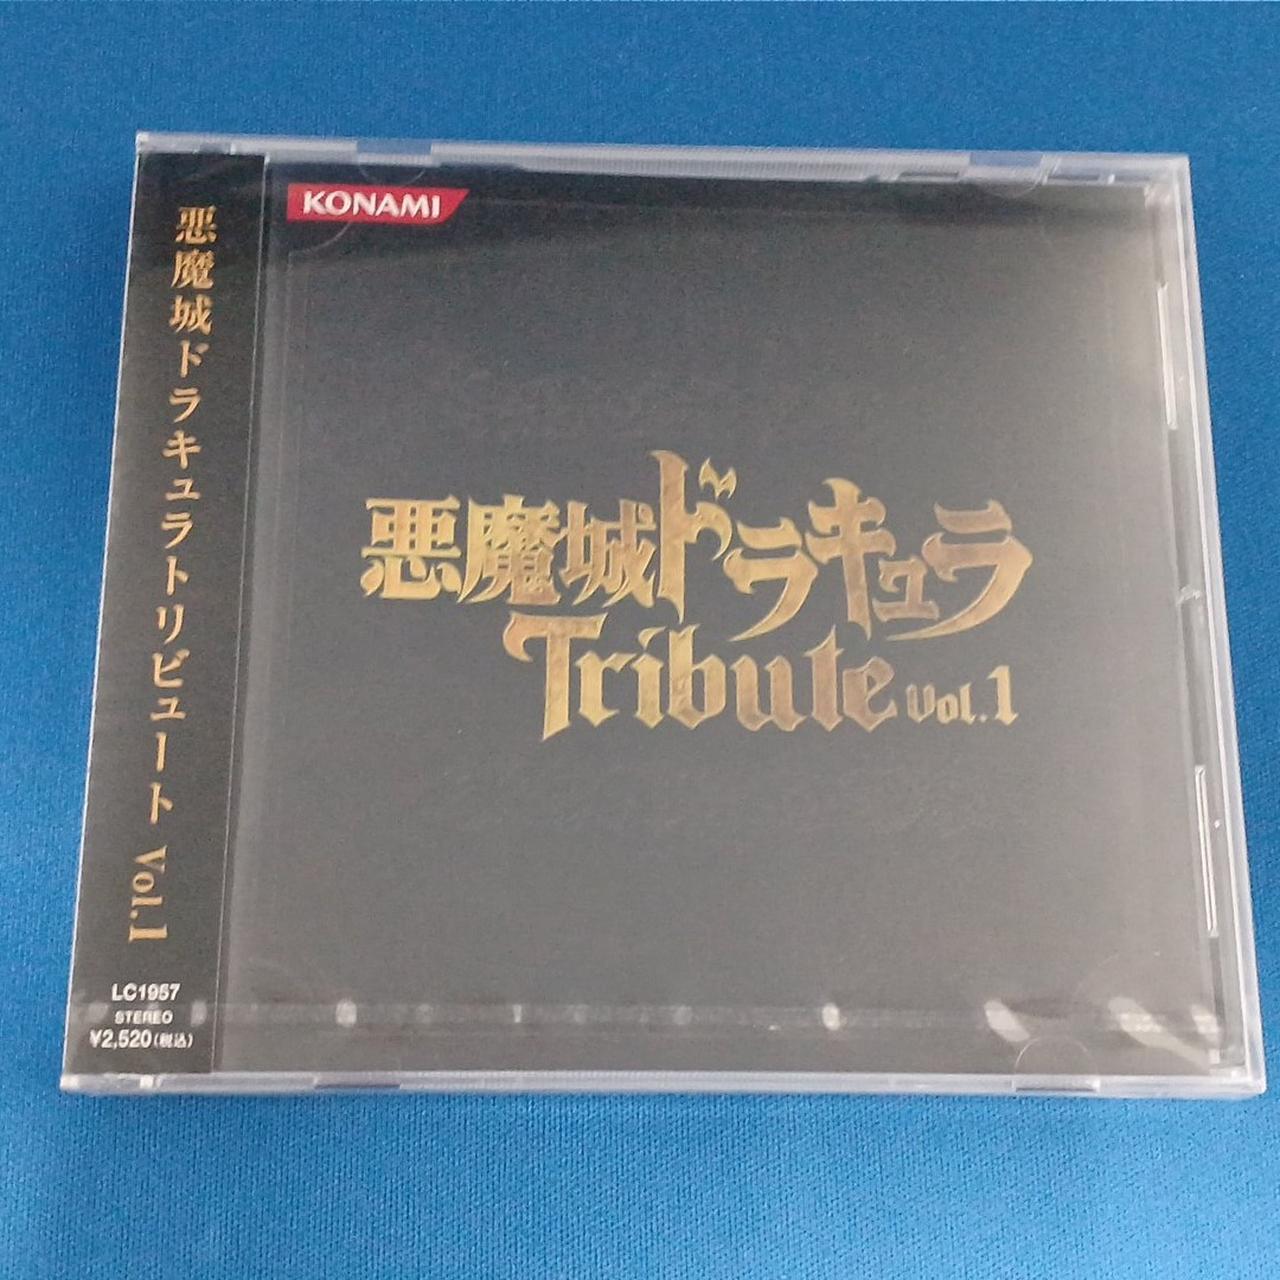 KONAMI
悪魔城ドラキュラ
Tribute Vol.1
悪魔城ドラキュラトリビュート Vol.1
LC1957
STEREO
¥2,520(税込)